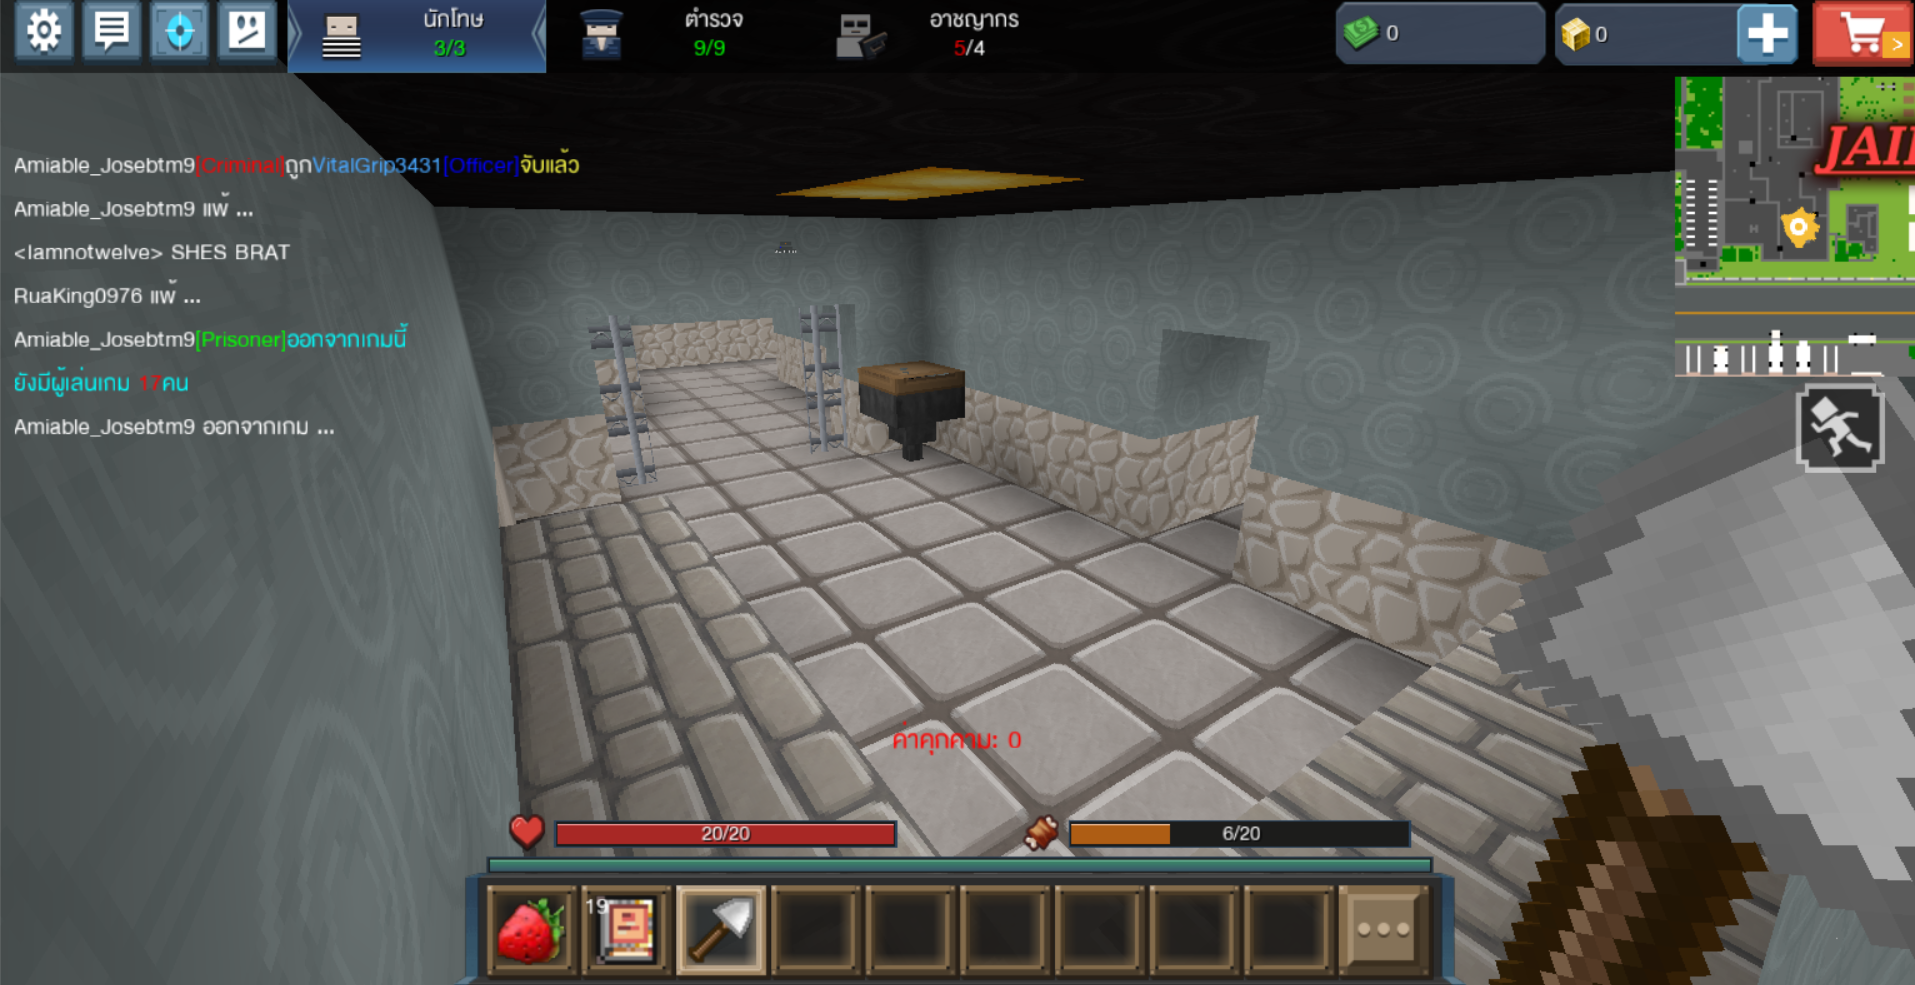 นักโทษ
3/3
ตำรวจ
9/9
อาชญากร
5/4
0
0
Amiable_Josebtm9[Criminal]ถูกVitalGrip3431[Officer]จับแล้ว
Amiable_Josebtm9 แพ้ ...
<Iamnotwelve> SHES BRAT
RuaKing0976 แพ้ ...
Amiable_Josebtm9[Prisoner]ออกจากเกมนี้
ยังมีผู้เล่นเกม 17คน
Amiable_Josebtm9 ออกจากเกม ...
H
ค่าคุกคาม: 0
20/20
6/20
19